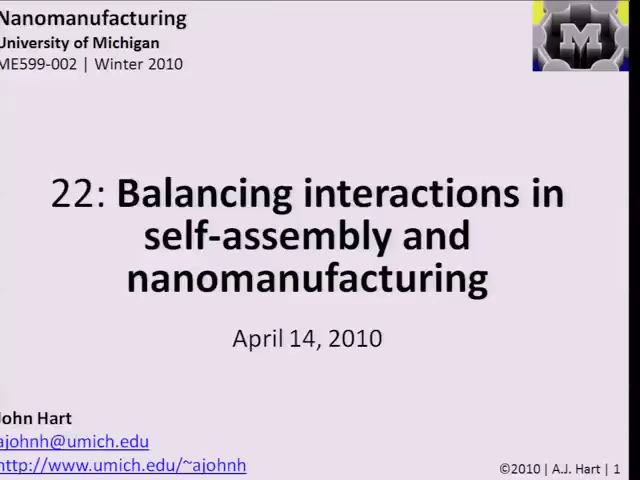 Nanomanufacturing
University of Michigan
ME599-002 | Winter 2010
M
22: Balancing interactions in
self-assembly and
nanomanufacturing
April 14, 2010
John Hart
ajohnh@umich.edu
http://www.umich.edu/~ajohnh
©2010 | A.J. Hart | 1